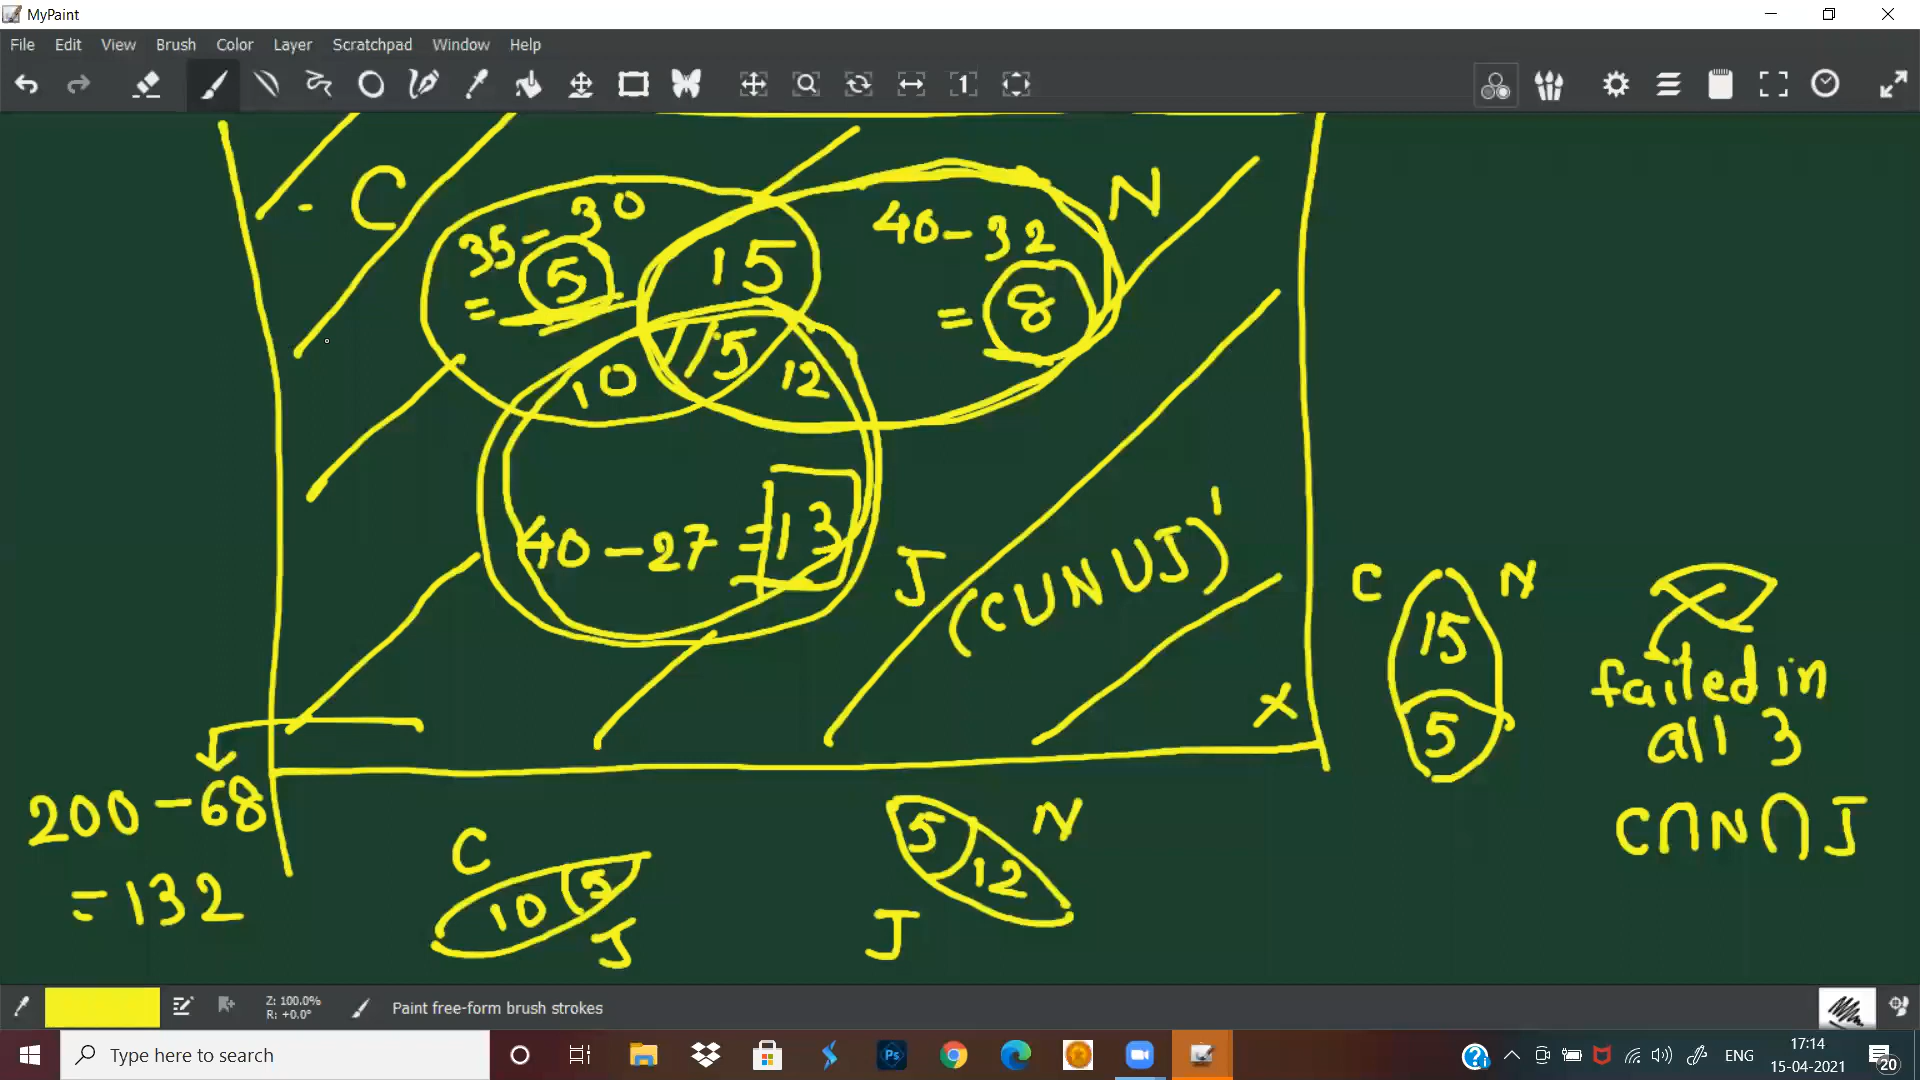 MyPaint
File Edit View Brush Color Layer Scratchpad Window Help
1
C
35 - 30
= 5
15
40 - 32
= 8
N
10
5
12
40 - 27 = 13
J
(CUNUJ)'
X
C N
15
5
failed in
all 3
C∩N∩J
200 - 68
= 132
C
10 5
J
5
12
N
J
Z: 100.0%
R: +0.0°
Paint free-form brush strokes
Type here to search
Ps
ENG
17:14
15-04-2021
20